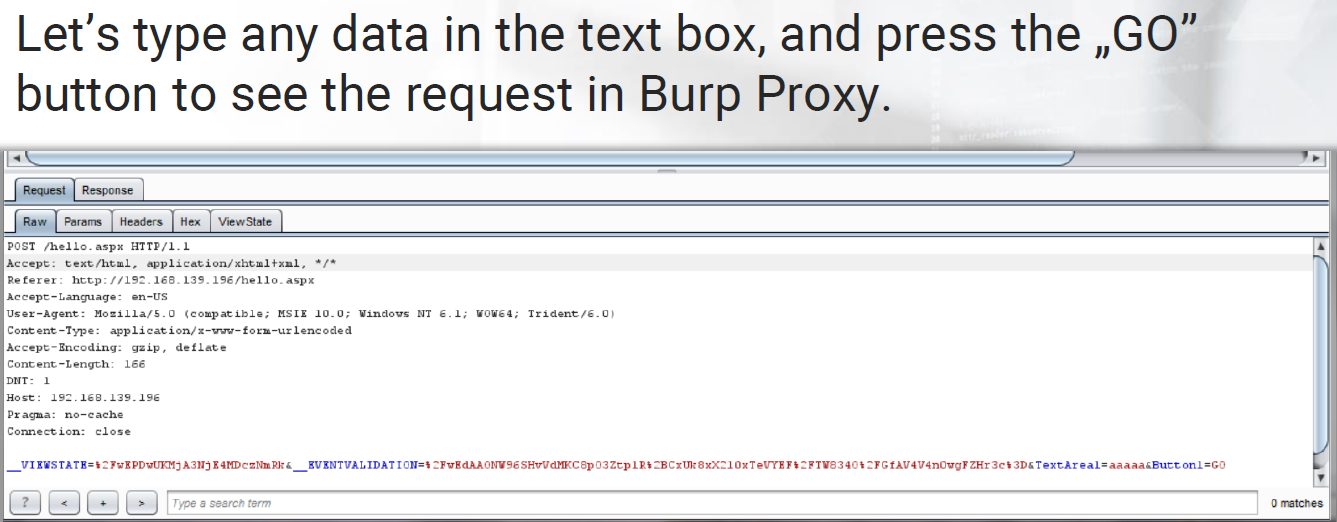 Let’s type any data in the text box, and press the „GO”
button to see the request in Burp Proxy.
Request Response
Raw Params Headers Hex ViewState
POST /hello.aspx HTTP/1.1
Accept: text/html, application/xhtml+xml, */*
Referer: http://192.168.139.196/hello.aspx
Accept-Language: en-US
User-Agent: Mozilla/5.0 (compatible; MSIE 10.0; Windows NT 6.1; WOW64; Trident/6.0)
Content-Type: application/x-www-form-urlencoded
Accept-Encoding: gzip, deflate
Content-Length: 166
DNT: 1
Host: 192.168.139.196
Pragma: no-cache
Connection: close
__VIEWSTATE=%2FwEPDwUKMjA3NjE4MDczNmRk&__EVENTVALIDATION=%2FwEdAAONW96SHvVdMKC8p03Ztp1R%2BCxUk8xX210xTeVYEF%2FTW8340%2FGfAV4V4nOwgFZHr3c%3D&TextArea1=aaaaa&Button1=GO
? < + > Type a search term 0 matches